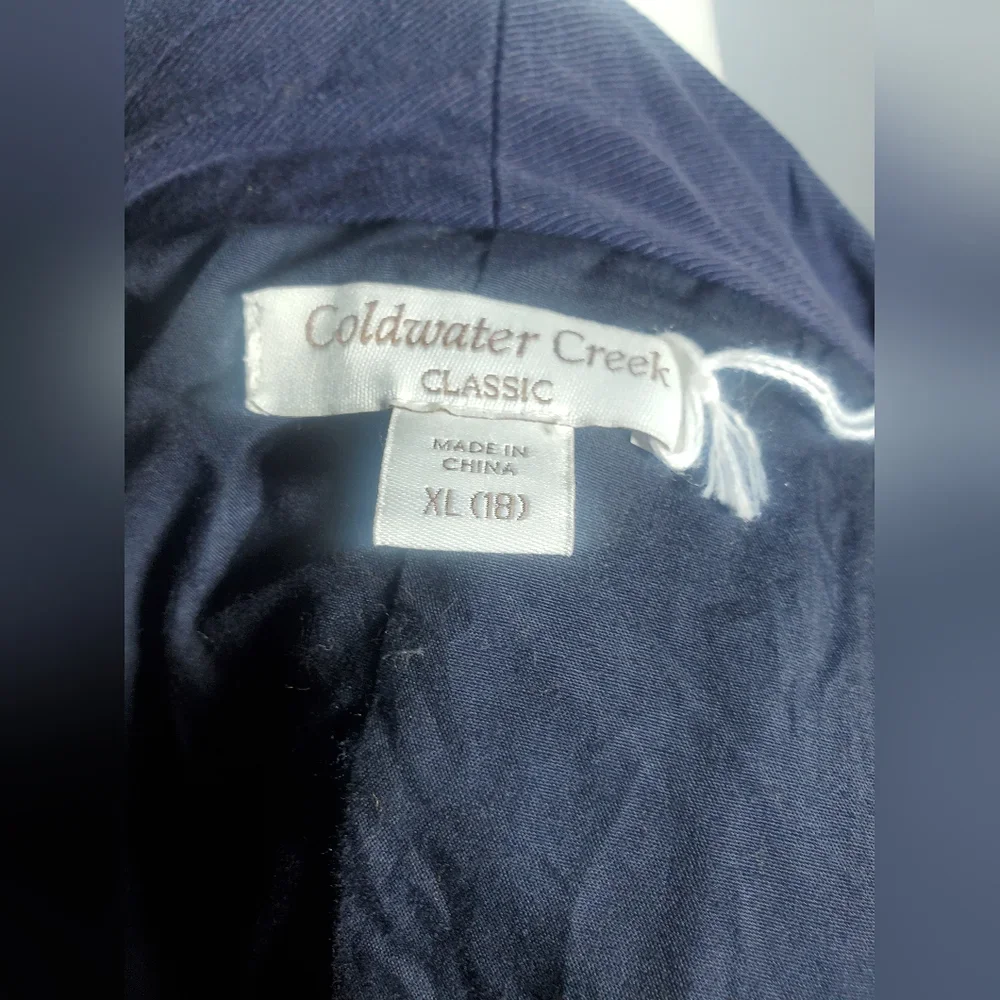 Coldwater Creek
CLASSIC
MADE IN
CHINA
XL (18)